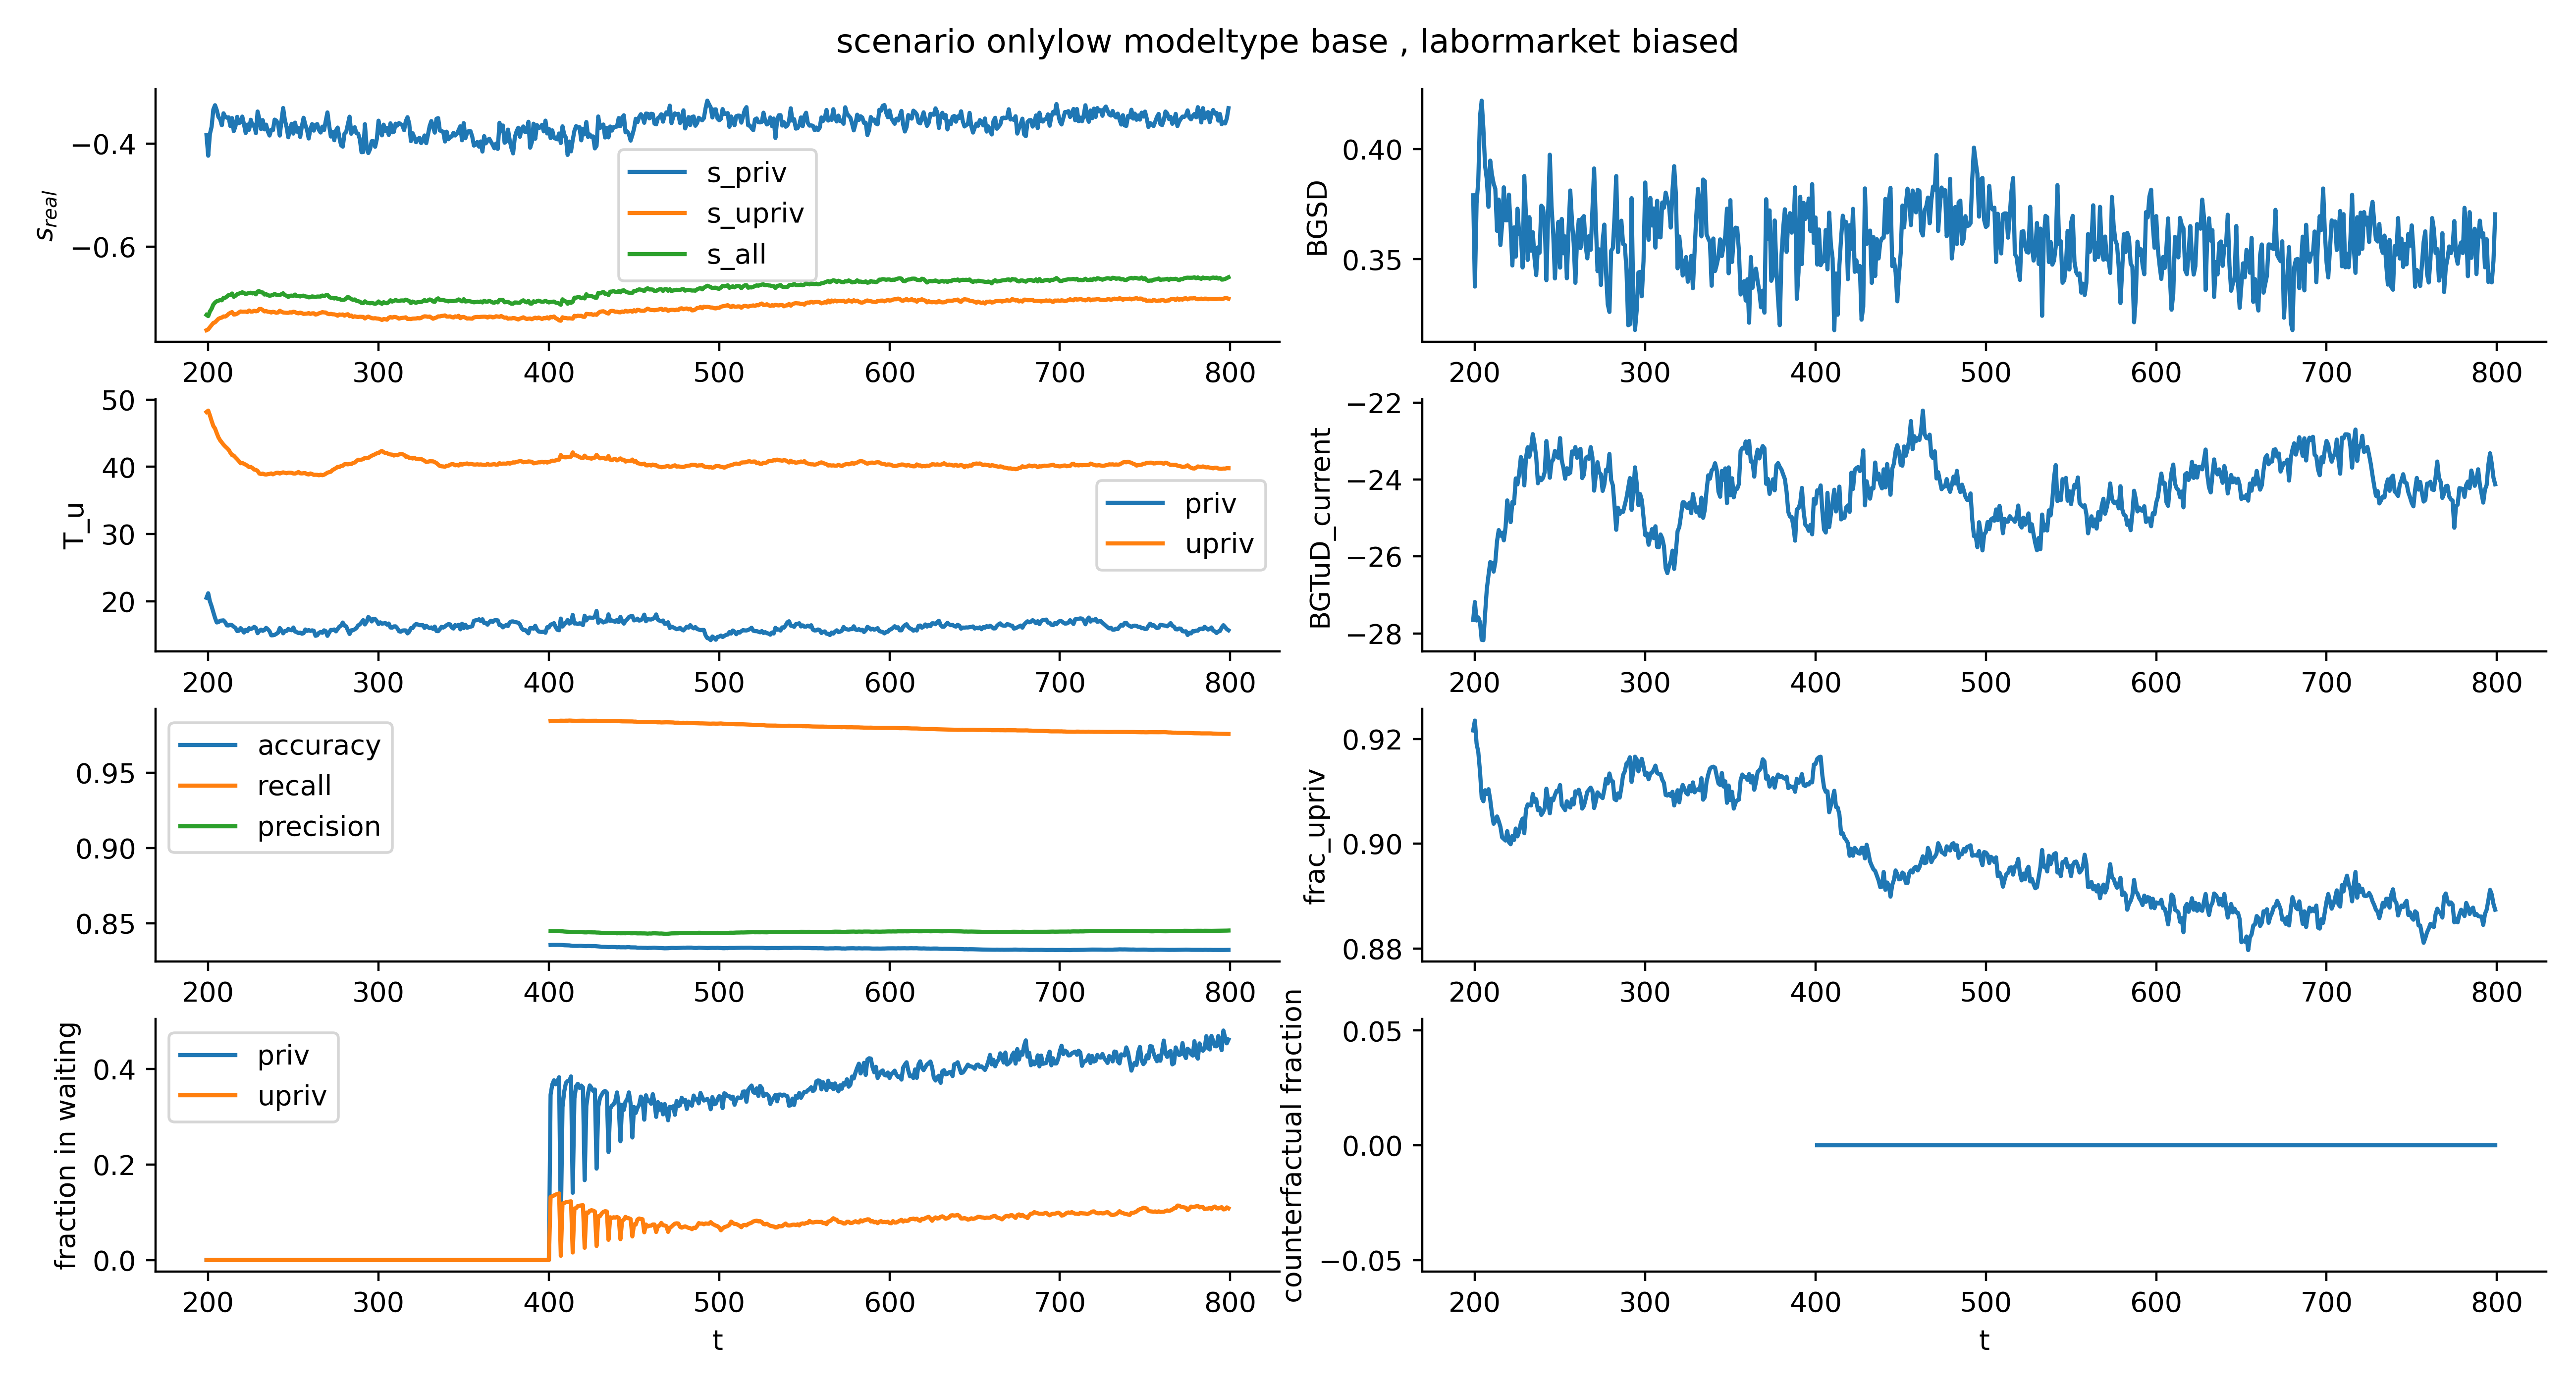 scenario onlylow modeltype base , labormarket biased
s_real
−0.4
−0.6
s_priv
s_upriv
s_all
200 300 400 500 600 700 800
BGSD
0.40
0.35
200 300 400 500 600 700 800
T_u
50
40
30
20
priv
upriv
200 300 400 500 600 700 800
BGTuD_current
−22
−24
−26
−28
200 300 400 500 600 700 800
accuracy
recall
precision
0.95
0.90
0.85
200 300 400 500 600 700 800
frac_upriv
0.92
0.90
0.88
200 300 400 500 600 700 800
fraction in waiting
priv
upriv
0.4
0.2
0.0
200 300 400 500 600 700 800
t
counterfactual fraction
0.05
0.00
−0.05
200 300 400 500 600 700 800
t